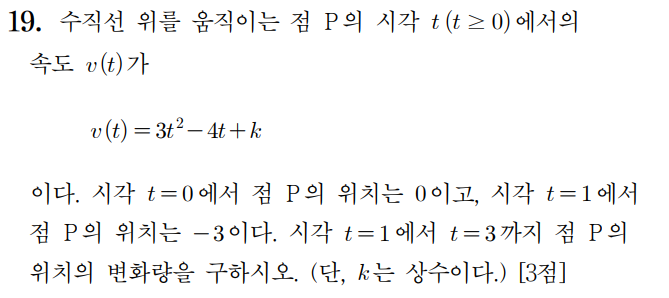 19. 수직선 위를 움직이는 점 P의 시각 t(t≥0)에서의
속도 v(t)가
v(t)=3t²-4t+k
이다. 시각 t=0에서 점 P의 위치는 0이고, 시각 t=1에서
점 P의 위치는 -3이다. 시각 t=1에서 t=3까지 점 P의
위치의 변화량을 구하시오. (단, k는 상수이다.) [3점]